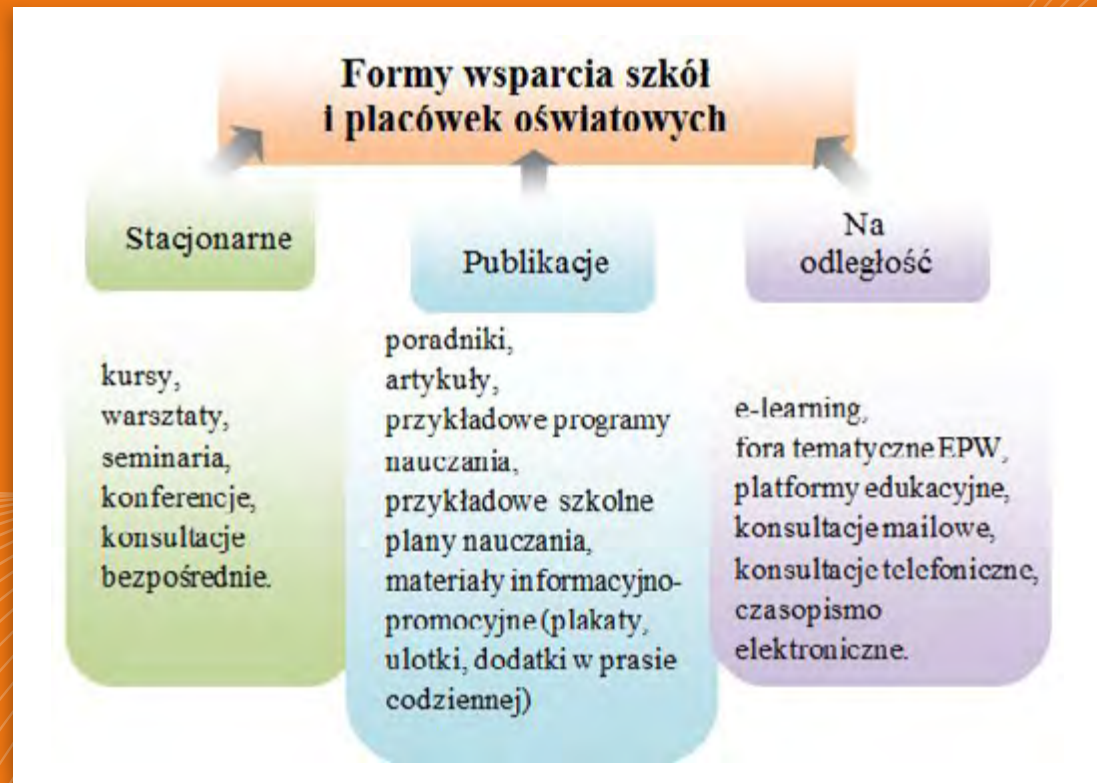 Formy wsparcia szkół
i placówek oświatowych
Stacjonarne
kursy,
warsztaty,
seminaria,
konferencje,
konsultacje
bezpośrednie.
Publikacje
poradniki,
artykuły,
przykładowe programy
nauczania,
przykładowe szkolne
plany nauczania,
materiały informacyjno-
promocyjne (plakaty,
ulotki, dodatki w prasie
codziennej)
Na
odległość
e-learning,
fora tematyczne EPW,
platformy edukacyjne,
konsultacje mailowe,
konsultacje telefoniczne,
czasopismo
elektroniczne.